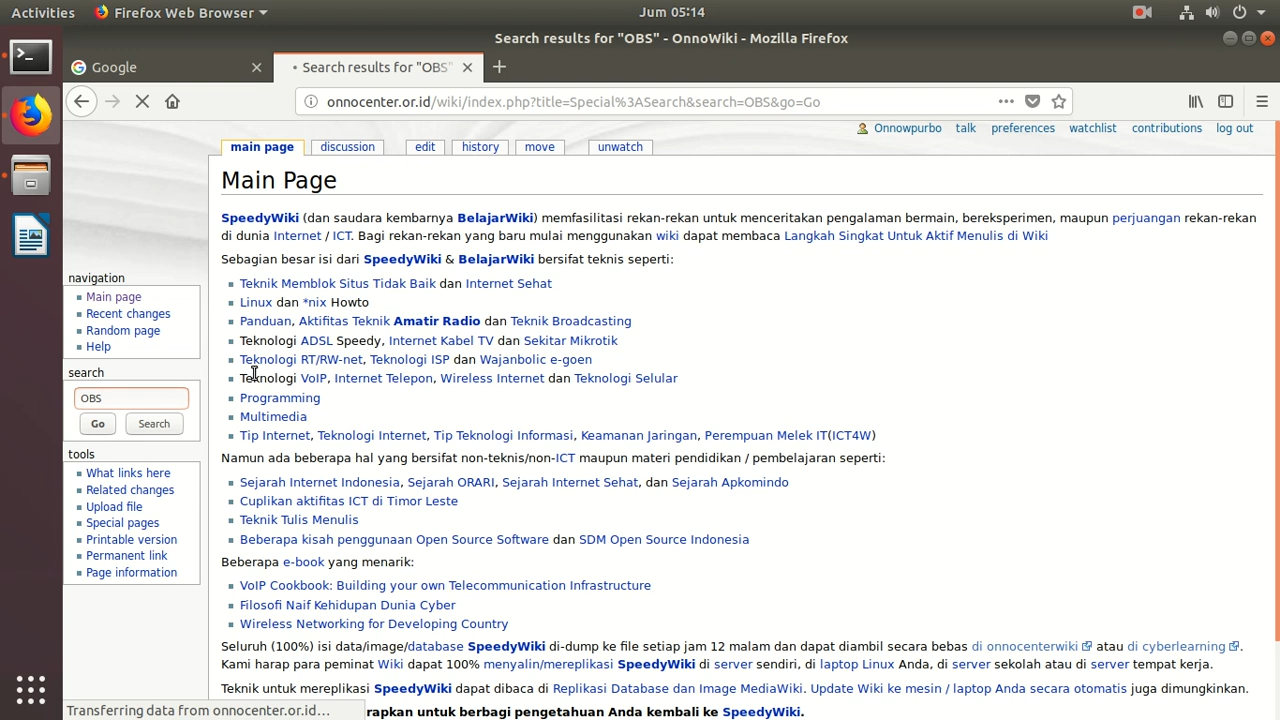 Activities Firefox Web Browser Jum 05:14
Search results for "OBS" - OnnoWiki - Mozilla Firefox
Google Search results for "OBS"
onnocenter.or.id/wiki/index.php?title=Special%3ASearch&search=OBS&go=Go
Onnowpurbo talk preferences watchlist contributions log out
main page discussion edit history move unwatch
Main Page
SpeedyWiki (dan saudara kembarnya BelajarWiki) memfasilitasi rekan-rekan untuk menceritakan pengalaman bermain, bereksperimen, maupun perjuangan rekan-rekan
di dunia Internet / ICT. Bagi rekan-rekan yang baru mulai menggunakan wiki dapat membaca Langkah Singkat Untuk Aktif Menulis di Wiki
Sebagian besar isi dari SpeedyWiki & BelajarWiki bersifat teknis seperti:
Teknik Memblok Situs Tidak Baik dan Internet Sehat
Linux dan *nix Howto
Panduan, Aktifitas Teknik Amatir Radio dan Teknik Broadcasting
Teknologi ADSL Speedy, Internet Kabel TV dan Sekitar Mikrotik
Teknologi RT/RW-net, Teknologi ISP dan Wajanbolic e-goen
Teknologi VoIP, Internet Telepon, Wireless Internet dan Teknologi Selular
Programming
Multimedia
Tip Internet, Teknologi Internet, Tip Teknologi Informasi, Keamanan Jaringan, Perempuan Melek IT(ICT4W)
Namun ada beberapa hal yang bersifat non-teknis/non-ICT maupun materi pendidikan / pembelajaran seperti:
Sejarah Internet Indonesia, Sejarah ORARI, Sejarah Internet Sehat, dan Sejarah Apkomindo
Cuplikan aktifitas ICT di Timor Leste
Teknik Tulis Menulis
Beberapa kisah penggunaan Open Source Software dan SDM Open Source Indonesia
Beberapa e-book yang menarik:
VoIP Cookbook: Building your own Telecommunication Infrastructure
Filosofi Naif Kehidupan Dunia Cyber
Wireless Networking for Developing Country
Seluruh (100%) isi data/image/database SpeedyWiki di-dump ke file setiap jam 12 malam dan dapat diambil secara bebas di onnocenterwiki atau di cyberlearning.
Kami harap para peminat Wiki dapat 100% menyalin/mereplikasi SpeedyWiki di server sendiri, di laptop Linux Anda, di server sekolah atau di server tempat kerja.
Teknik untuk mereplikasi SpeedyWiki dapat dibaca di Replikasi Database dan Image MediaWiki. Update Wiki ke mesin / laptop Anda secara otomatis juga dimungkinkan.
rapkan untuk berbagi pengetahuan Anda kembali ke SpeedyWiki.
navigation
Main page
Recent changes
Random page
Help
search
OBS
Go Search
tools
What links here
Related changes
Upload file
Special pages
Printable version
Permanent link
Page information
Transferring data from onnocenter.or.id…